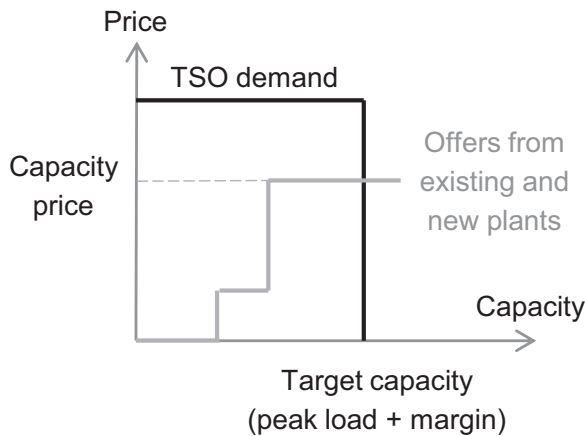 Price
TSO demand
Capacity
price
Offers from
existing and
new plants
Capacity
Target capacity
(peak load + margin)